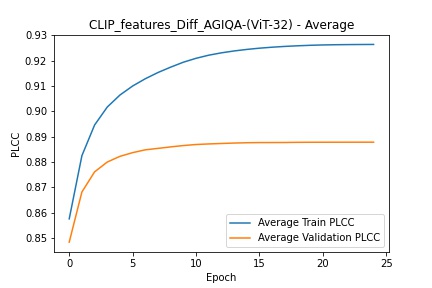 CLIP_features_Diff_AGIQA-(ViT-32) - Average
0.93
0.92
0.91
0.90
0.89
0.88
0.87
0.86
0.85
PLCC
Average Train PLCC
Average Validation PLCC
0 5 10 15 20 25
Epoch